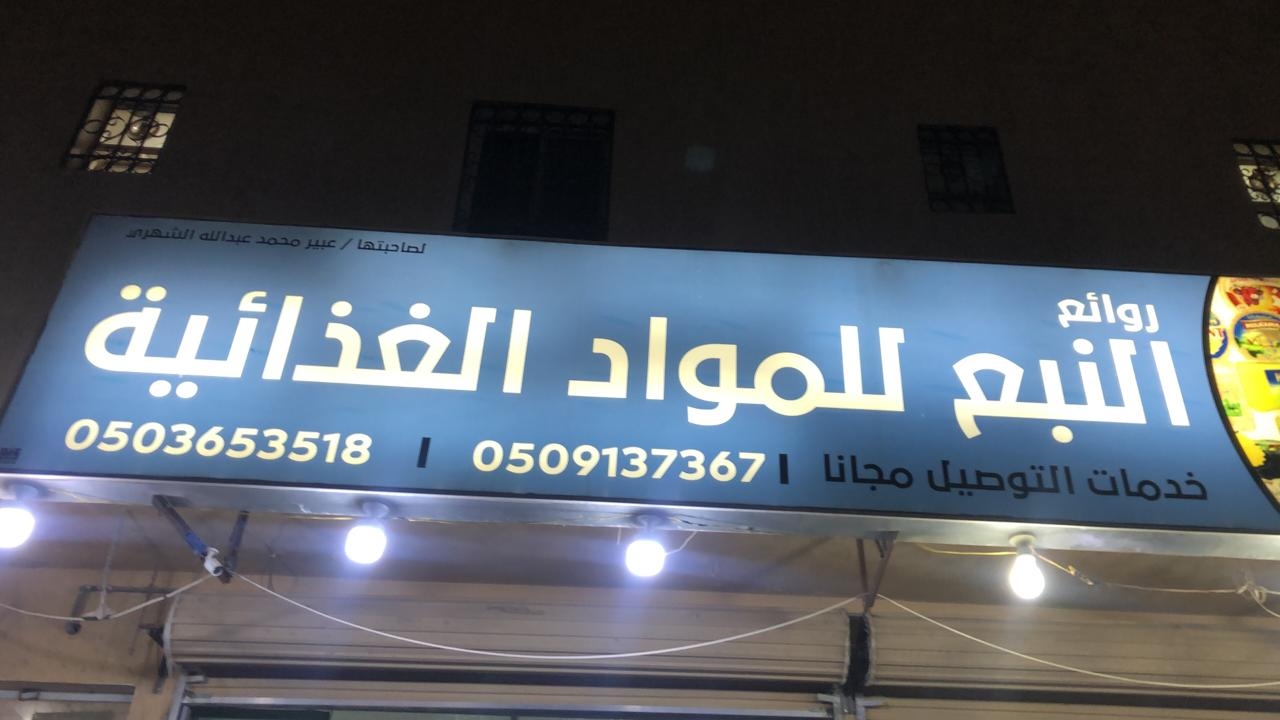 لصاحبتها / عبير محمد عبدالله الشهري
روائع
النبع للمواد الغذائية
خدمات التوصيل مجانا | 0509137367 | 0503653518